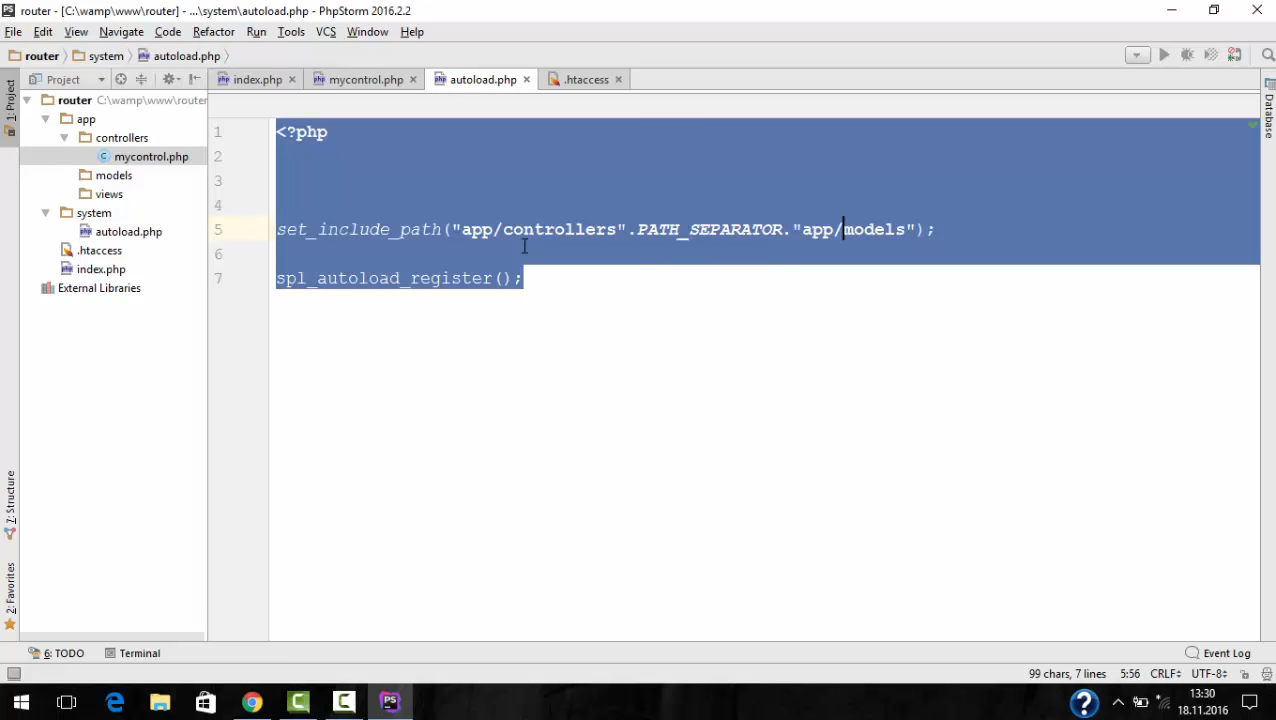 router - [C:\wamp\www\router] - ...\system\autoload.php - PhpStorm 2016.2.2
File Edit View Navigate Code Refactor Run Tools VCS Window Help
router system autoload.php
Project
index.php mycontrol.php autoload.php .htaccess
1: Project
Database
router C:\wamp\www\router
app
controllers
mycontrol.php
models
views
system
autoload.php
.htaccess
index.php
External Libraries
1 <?php
2
3
4
5 set_include_path("app/controllers".PATH_SEPARATOR."app/models");
6
7 spl_autoload_register();
7: Structure
2: Favorites
6: TODO Terminal Event Log
99 chars, 7 lines 5:56 CRLF UTF-8
PS
13:30
18.11.2016